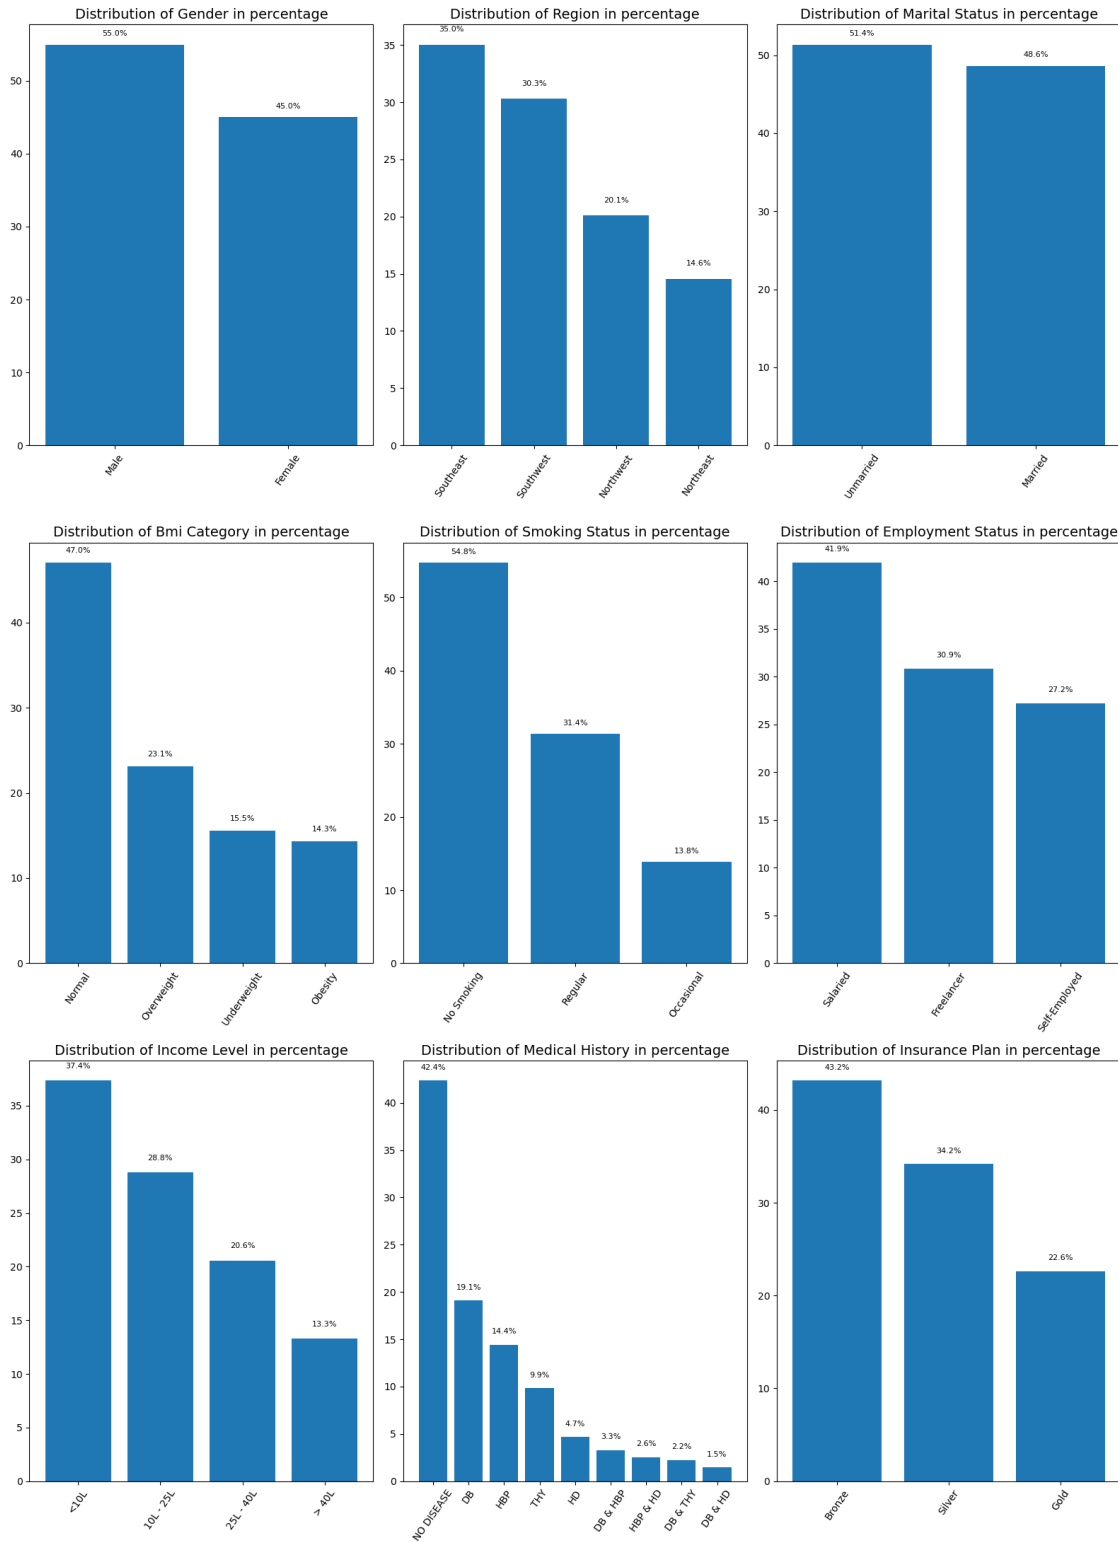 Distribution of Gender in percentage
55.0%
45.0%
50
40
30
20
10
0
Male
Female
Distribution of Region in percentage
35.0%
30.3%
20.1%
14.6%
35
30
25
20
15
10
5
0
Southeast
Southwest
Northwest
Northeast
Distribution of Marital Status in percentage
51.4%
48.6%
50
40
30
20
10
0
Unmarried
Married
Distribution of Bmi Category in percentage
47.0%
23.1%
15.5%
14.3%
40
30
20
10
0
Normal
Overweight
Underweight
Obesity
Distribution of Smoking Status in percentage
54.8%
31.4%
13.8%
50
40
30
20
10
0
No Smoking
Regular
Occasional
Distribution of Employment Status in percentage
41.9%
30.9%
27.2%
40
35
30
25
20
15
10
5
0
Salaried
Freelancer
Self-Employed
Distribution of Income Level in percentage
37.4%
28.8%
20.6%
13.3%
35
30
25
20
15
10
5
0
<10L
10L - 25L
25L - 40L
> 40L
Distribution of Medical History in percentage
42.4%
19.1%
14.4%
9.9%
4.7%
3.3%
2.6%
2.2%
1.5%
40
35
30
25
20
15
10
5
0
NO DISEASE
DB
HBP
THY
HD
DB & HBP
HBP & HD
DB & THY
DB & HD
Distribution of Insurance Plan in percentage
43.2%
34.2%
22.6%
40
30
20
10
0
Bronze
Silver
Gold